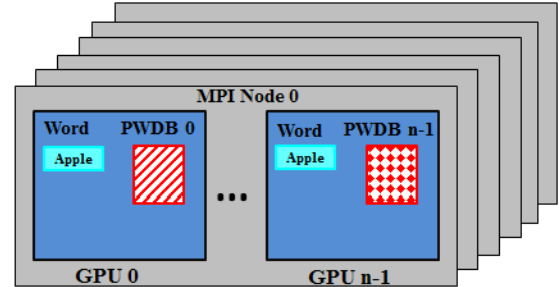 MPI Node 0
Word PWDB 0
Apple
Word PWDB n-1
Apple
...
GPU 0
GPU n-1